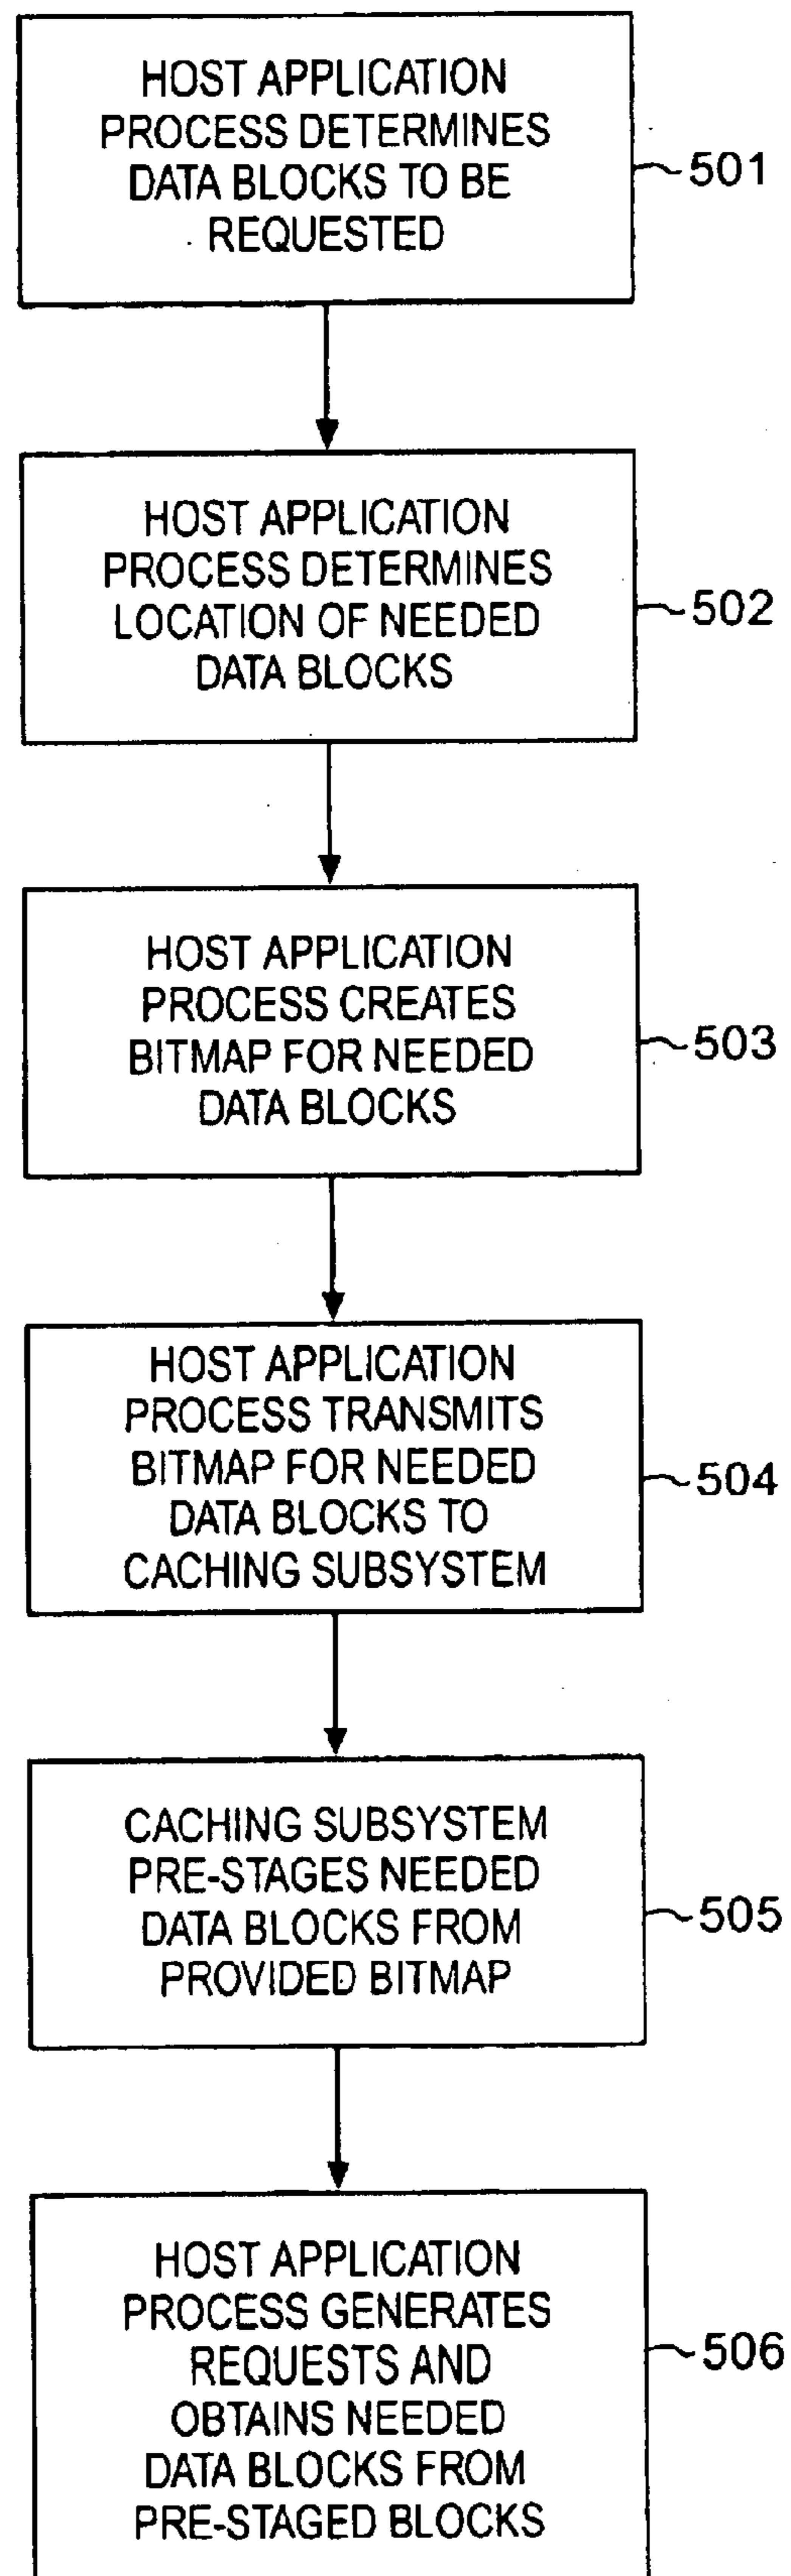 HOST APPLICATION
PROCESS DETERMINES
DATA BLOCKS TO BE
REQUESTED
501
HOST APPLICATION
PROCESS DETERMINES
LOCATION OF NEEDED
DATA BLOCKS
502
HOST APPLICATION
PROCESS CREATES
BITMAP FOR NEEDED
DATA BLOCKS
503
HOST APPLICATION
PROCESS TRANSMITS
BITMAP FOR NEEDED
DATA BLOCKS TO
CACHING SUBSYSTEM
504
CACHING SUBSYSTEM
PRE-STAGES NEEDED
DATA BLOCKS FROM
PROVIDED BITMAP
505
HOST APPLICATION
PROCESS GENERATES
REQUESTS AND
OBTAINS NEEDED
DATA BLOCKS FROM
PRE-STAGED BLOCKS
506